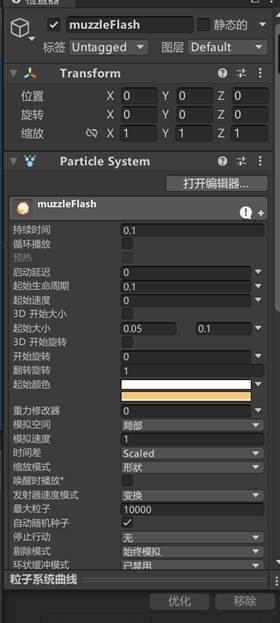 muzzleFlash 静态的
标签 Untagged 图层 Default
Transform
位置 X 0 Y 0 Z 0
旋转 X 0 Y 0 Z 0
缩放 X 1 Y 1 Z 1
Particle System
打开编辑器...
muzzleFlash
持续时间 0.1
循环播放
预热
启动延迟 0
起始生命周期 0.1
起始速度 0
3D 开始大小
起始大小 0.05 0.1
3D 开始旋转
开始旋转 0
翻转旋转 1
起始颜色
重力修改器 0
模拟空间 局部
模拟速度 1
时间差 Scaled
缩放模式 形状
唤醒时播放*
发射器速度模式 变换
最大粒子 10000
自动随机种子
停止行动 无
剔除模式 始终模拟
环状缓冲模式 已禁用
粒子系统曲线
优化 移除